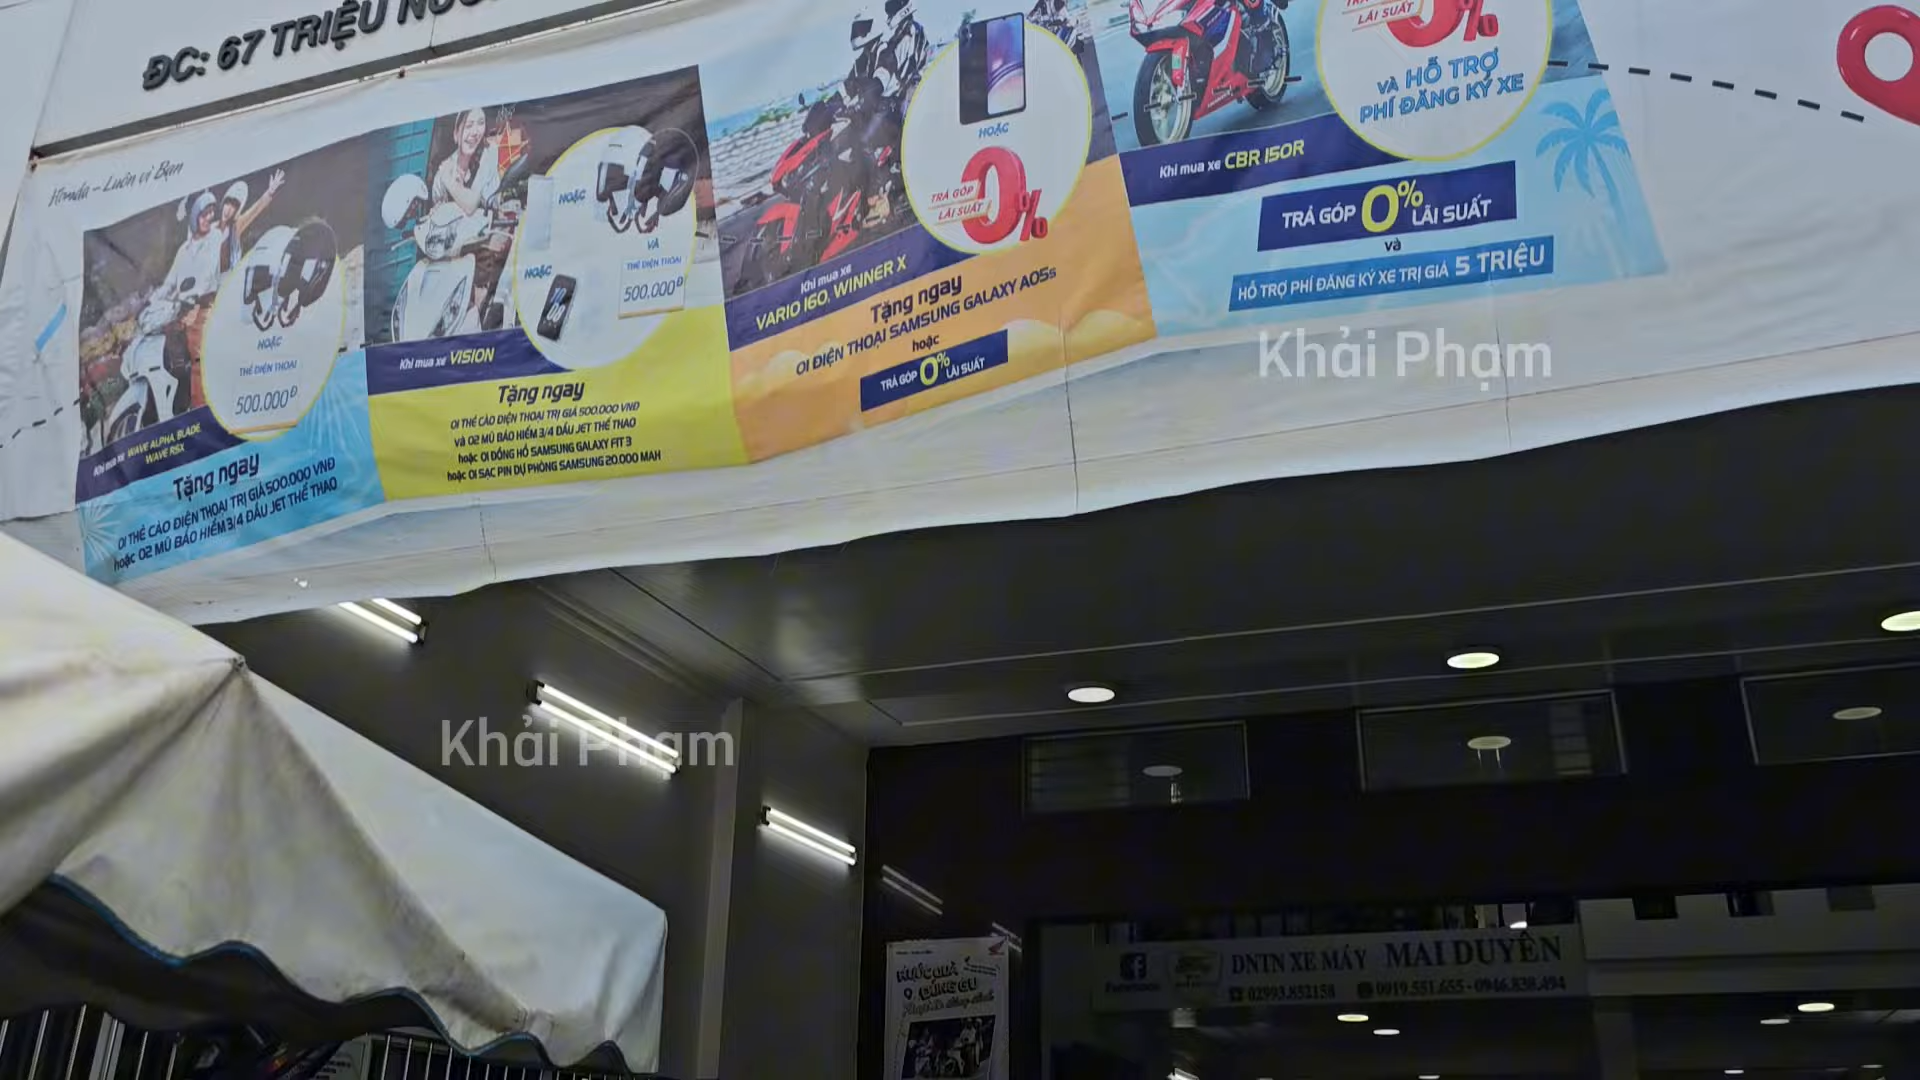 ĐC: 67 TRIỆU
Honda – Luôn vì Bạn
HOẶC
THẺ ĐIỆN THOẠI
500.000Đ
Khi mua xe WAVE ALPHA, BLADE,
WAVE RSX
Tặng ngay
01 THẺ CÀO ĐIỆN THOẠI TRỊ GIÁ 500.000 VNĐ
hoặc 02 MŨ BẢO HIỂM 3/4 ĐẦU JET THỂ THAO
HOẶC
VÀ
THẺ ĐIỆN THOẠI
500.000Đ
HOẶC
Khi mua xe VISION
Tặng ngay
01 THẺ CÀO ĐIỆN THOẠI TRỊ GIÁ 500.000 VNĐ
và 02 MŨ BẢO HIỂM 3/4 ĐẦU JET THỂ THAO
hoặc 01 ĐỒNG HỒ SAMSUNG GALAXY FIT 3
hoặc 01 SẠC PIN DỰ PHÒNG SAMSUNG 20.000 MAH
HOẶC
TRẢ GÓP 0%
LÃI SUẤT
Khi mua xe
VARIO 160, WINNER X
Tặng ngay
01 ĐIỆN THOẠI SAMSUNG GALAXY A05s
hoặc
TRẢ GÓP 0% LÃI SUẤT
LÃI SUẤT 0%
VÀ HỖ TRỢ
PHÍ ĐĂNG KÝ XE
Khi mua xe CBR 150R
TRẢ GÓP 0% LÃI SUẤT
và
HỖ TRỢ PHÍ ĐĂNG KÝ XE TRỊ GIÁ 5 TRIỆU
Khải Phạm
Khải Phạm
ĐÚNG GU
DNTN XE MÁY MAI DUYÊN
02993.852158 0919.551.655 - 0946.838.494